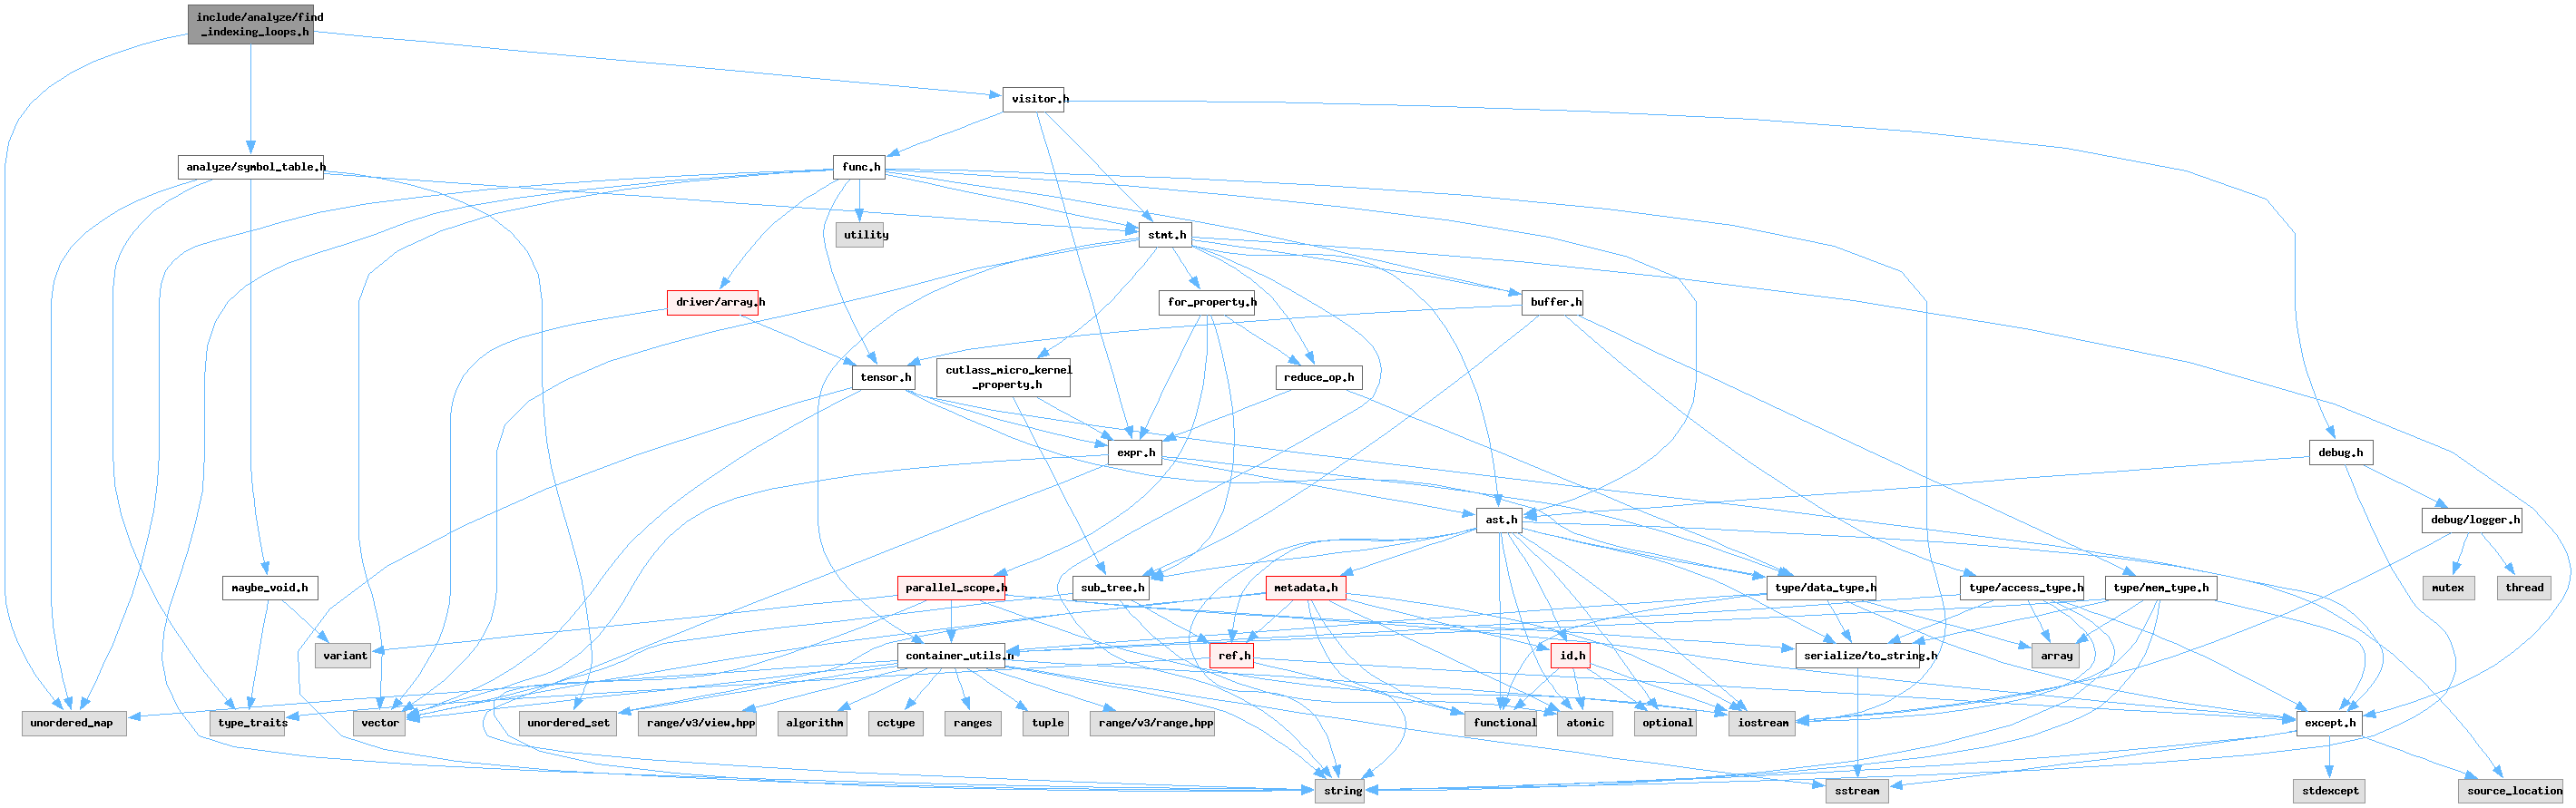 include/analyze/find
_indexing_loops.h
visitor.h
analyze/symbol_table.h
func.h
utility
stmt.h
driver/array.h
for_property.h
buffer.h
tensor.h
cutlass_micro_kernel
_property.h
reduce_op.h
expr.h
debug.h
ast.h
debug/logger.h
maybe_void.h
parallel_scope.h
sub_tree.h
metadata.h
type/data_type.h
type/access_type.h
type/mem_type.h
mutex
thread
variant
container_utils.h
ref.h
id.h
serialize/to_string.h
array
unordered_map
type_traits
vector
unordered_set
range/v3/view.hpp
algorithm
cctype
ranges
tuple
range/v3/range.hpp
functional
atomic
optional
iostream
except.h
string
sstream
stdexcept
source_location